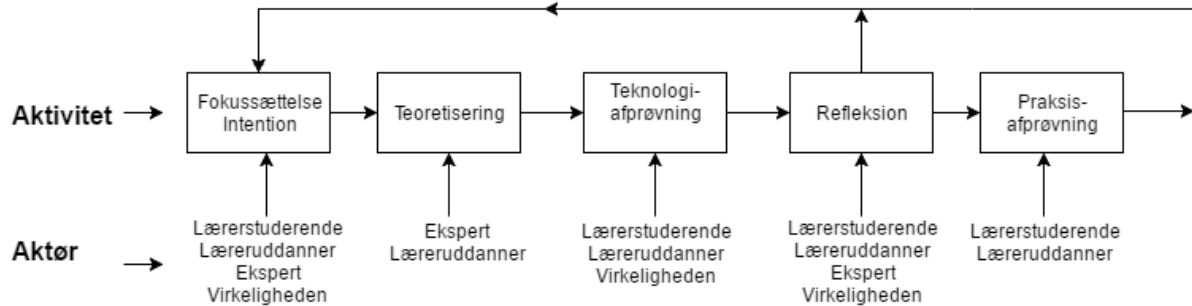 Aktivitet
Fokussættelse
Intention
Teoretisering
Teknologi-
afprøvning
Refleksion
Praksis-
afprøvning
Aktør
Lærerstuderende
Læreruddanner
Ekspert
Virkeligheden
Ekspert
Læreruddanner
Lærerstuderende
Læreruddanner
Virkeligheden
Lærerstuderende
Læreruddanner
Ekspert
Virkeligheden
Lærerstuderende
Læreruddanner